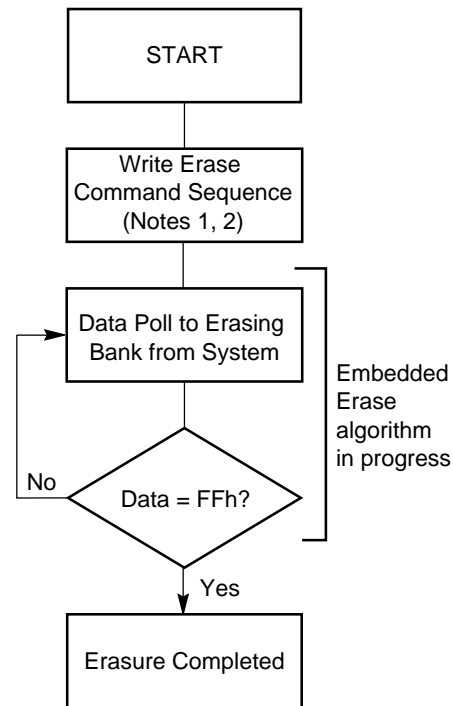 START
Write Erase
Command Sequence
(Notes 1, 2)
Data Poll to Erasing
Bank from System
Embedded
Erase
algorithm
in progress
No
Data = FFh?
Yes
Erasure Completed